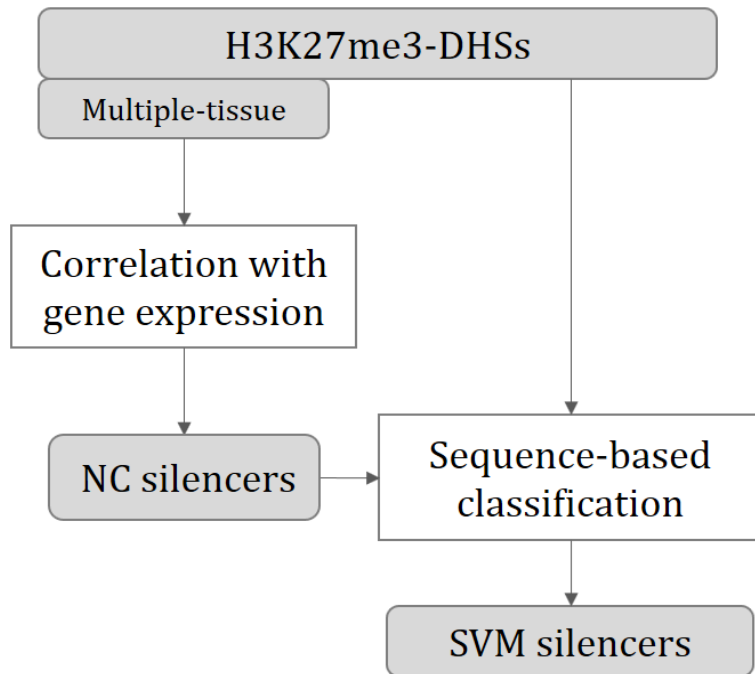 H3K27me3-DHSs
Multiple-tissue
Correlation with
gene expression
NC silencers
Sequence-based
classification
SVM silencers